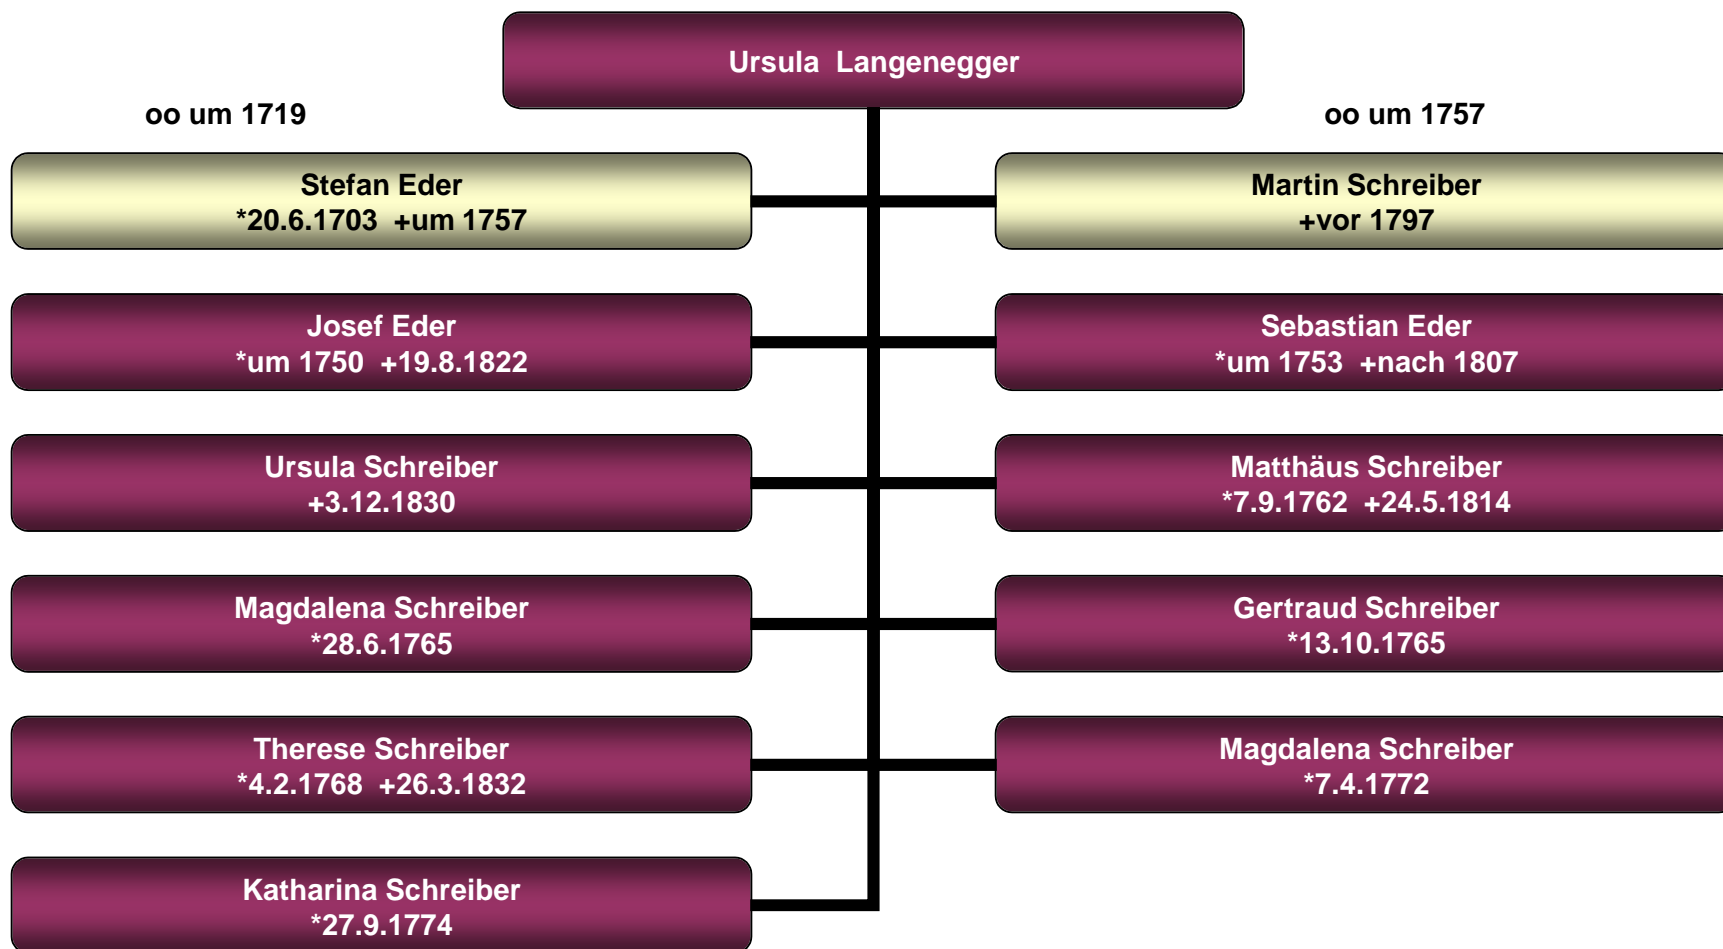 Ursula Langenegger
oo um 1719
oo um 1757
Stefan Eder
*20.6.1703 +um 1757
Martin Schreiber
+vor 1797
Josef Eder
*um 1750 +19.8.1822
Sebastian Eder
*um 1753 +nach 1807
Ursula Schreiber
+3.12.1830
Matthäus Schreiber
*7.9.1762 +24.5.1814
Magdalena Schreiber
*28.6.1765
Gertraud Schreiber
*13.10.1765
Therese Schreiber
*4.2.1768 +26.3.1832
Magdalena Schreiber
*7.4.1772
Katharina Schreiber
*27.9.1774